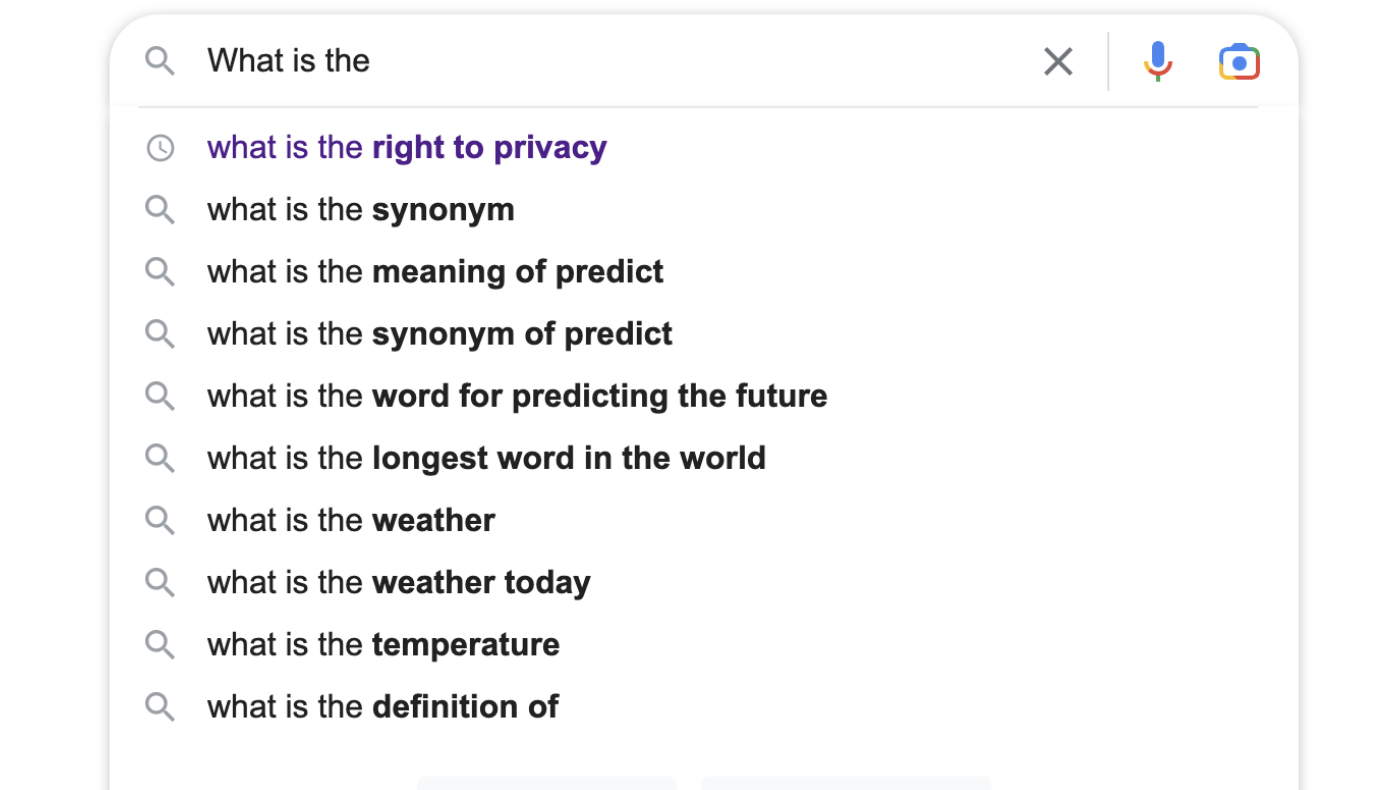 What is the
what is the right to privacy
what is the synonym
what is the meaning of predict
what is the synonym of predict
what is the word for predicting the future
what is the longest word in the world
what is the weather
what is the weather today
what is the temperature
what is the definition of